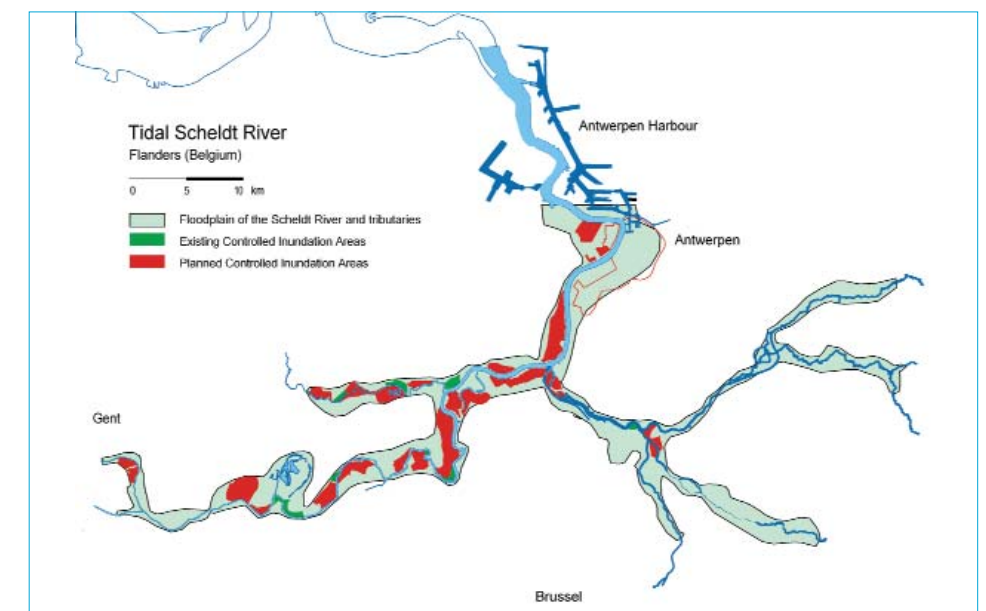 Tidal Scheldt River
Flanders (Belgium)
0 5 10 km
Floodplain of the Scheldt River and tributaries
Existing Controlled Inundation Areas
Planned Controlled Inundation Areas
Antwerpen Harbour
Antwerpen
Gent
Brussel